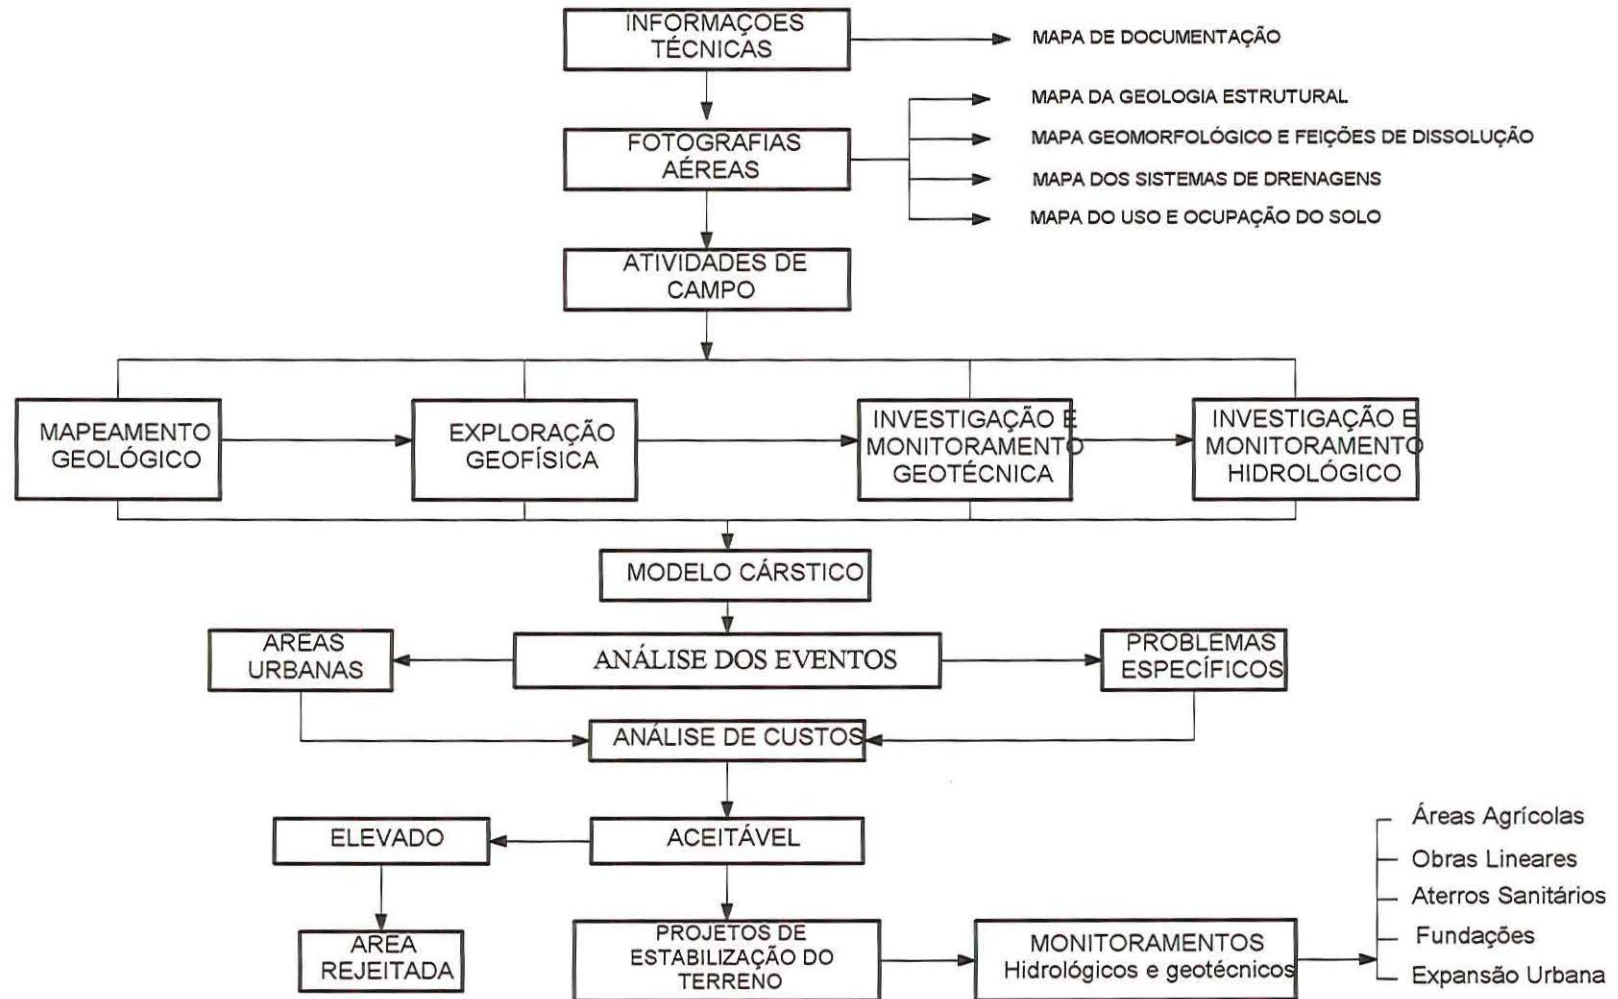 INFORMAÇÕES
TÉCNICAS
MAPA DE DOCUMENTAÇÃO
FOTOGRAFIAS
AÉREAS
MAPA DA GEOLOGIA ESTRUTURAL
MAPA GEOMORFOLÓGICO E FEIÇÕES DE DISSOLUÇÃO
MAPA DOS SISTEMAS DE DRENAGENS
MAPA DO USO E OCUPAÇÃO DO SOLO
ATIVIDADES DE
CAMPO
MAPEAMENTO
GEOLÓGICO
EXPLORAÇÃO
GEOFÍSICA
INVESTIGAÇÃO E
MONITORAMENTO
GEOTÉCNICA
INVESTIGAÇÃO E
MONITORAMENTO
HIDROLÓGICO
MODELO CÁRSTICO
AREAS
URBANAS
ANÁLISE DOS EVENTOS
PROBLEMAS
ESPECÍFICOS
ANÁLISE DE CUSTOS
ELEVADO
ACEITÁVEL
AREA
REJEITADA
PROJETOS DE
ESTABILIZAÇÃO DO
TERRENO
MONITORAMENTOS
Hidrológicos e geotécnicos
Áreas Agrícolas
Obras Lineares
Aterros Sanitários
Fundações
Expansão Urbana